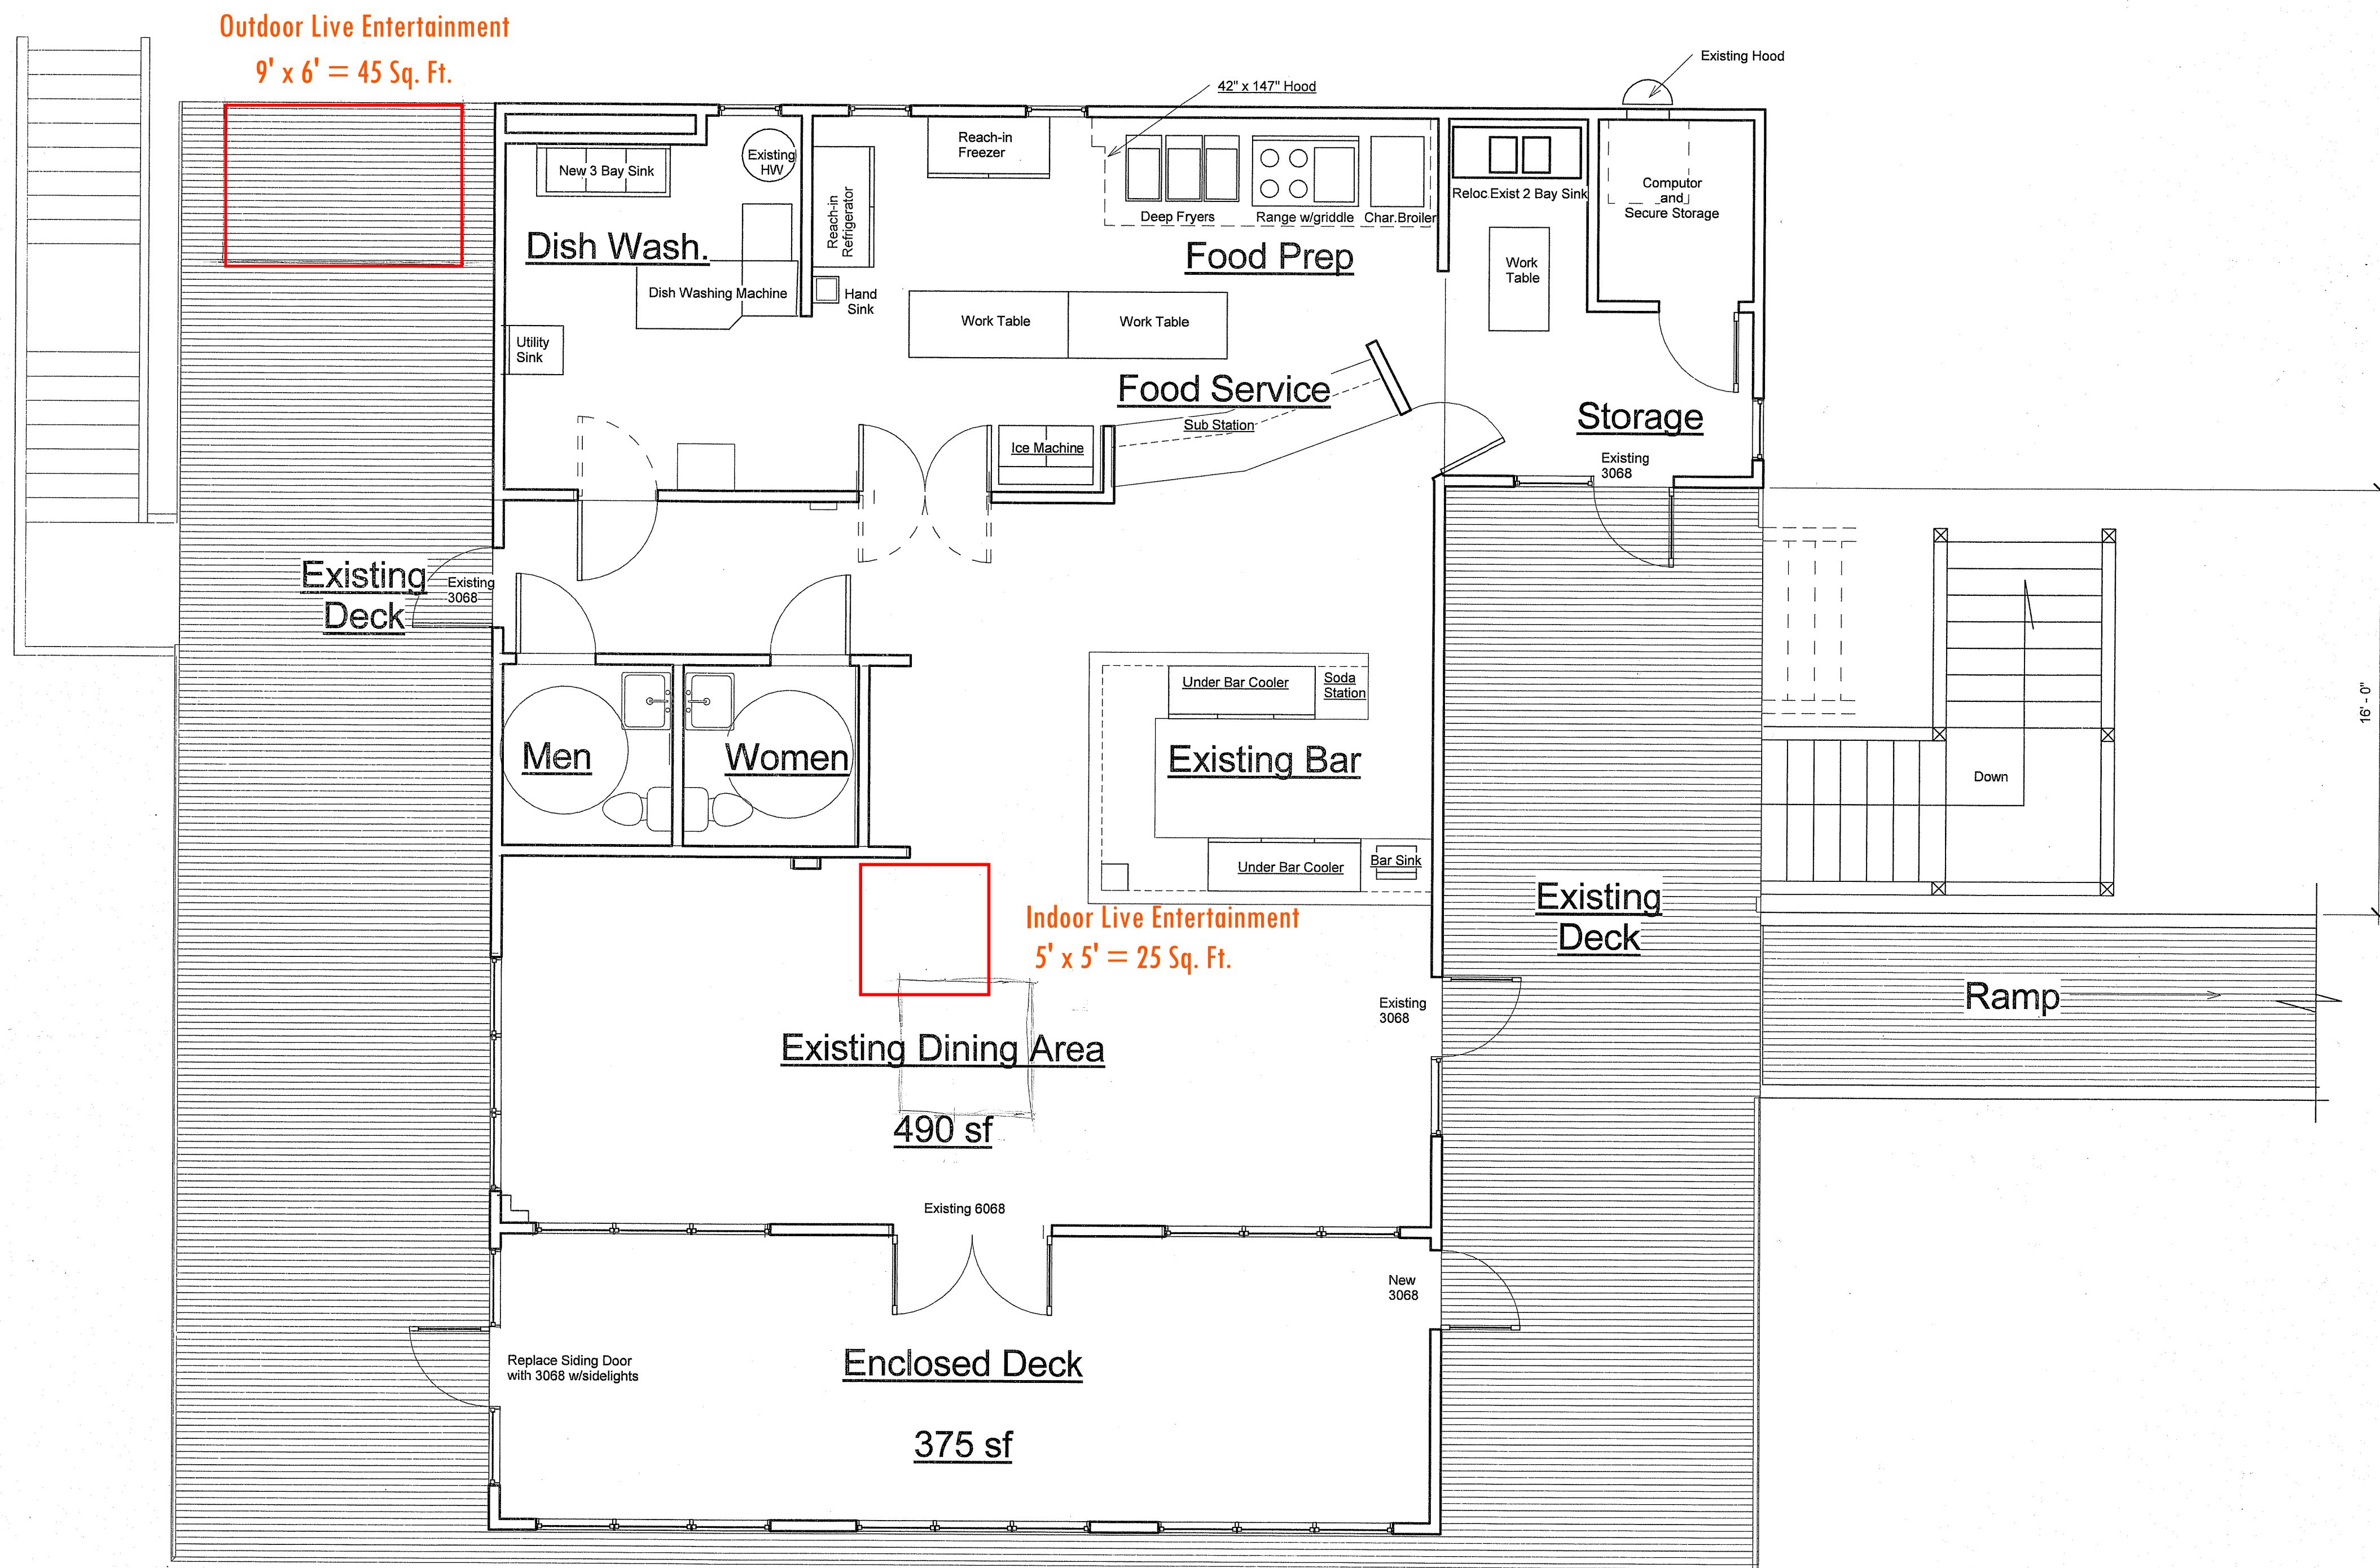 Outdoor Live Entertainment
9' x 6' = 45 Sq. Ft.
Existing Hood
42" x 147" Hood
Reach-in
Freezer
New 3 Bay Sink
Existing
HW
Reach-in
Refrigerator
Deep Fryers
Range w/griddle
Char.Broiler
Reloc.Exist 2 Bay Sink
Computor
and
Secure Storage
Dish Wash.
Food Prep
Work
Table
Dish Washing Machine
Hand
Sink
Work Table
Work Table
Utility
Sink
Food Service
Sub Station
Storage
Ice Machine
Existing
3068
Existing
Deck
Existing
3068
Under Bar Cooler
Soda
Station
16' - 0"
Men
Women
Existing Bar
Down
Under Bar Cooler
Bar Sink
Existing
Deck
Indoor Live Entertainment
5' x 5' = 25 Sq. Ft.
Ramp
Existing
3068
Existing Dining Area
490 sf
Existing 6068
New
3068
Replace Siding Door
with 3068 w/sidelights
Enclosed Deck
375 sf